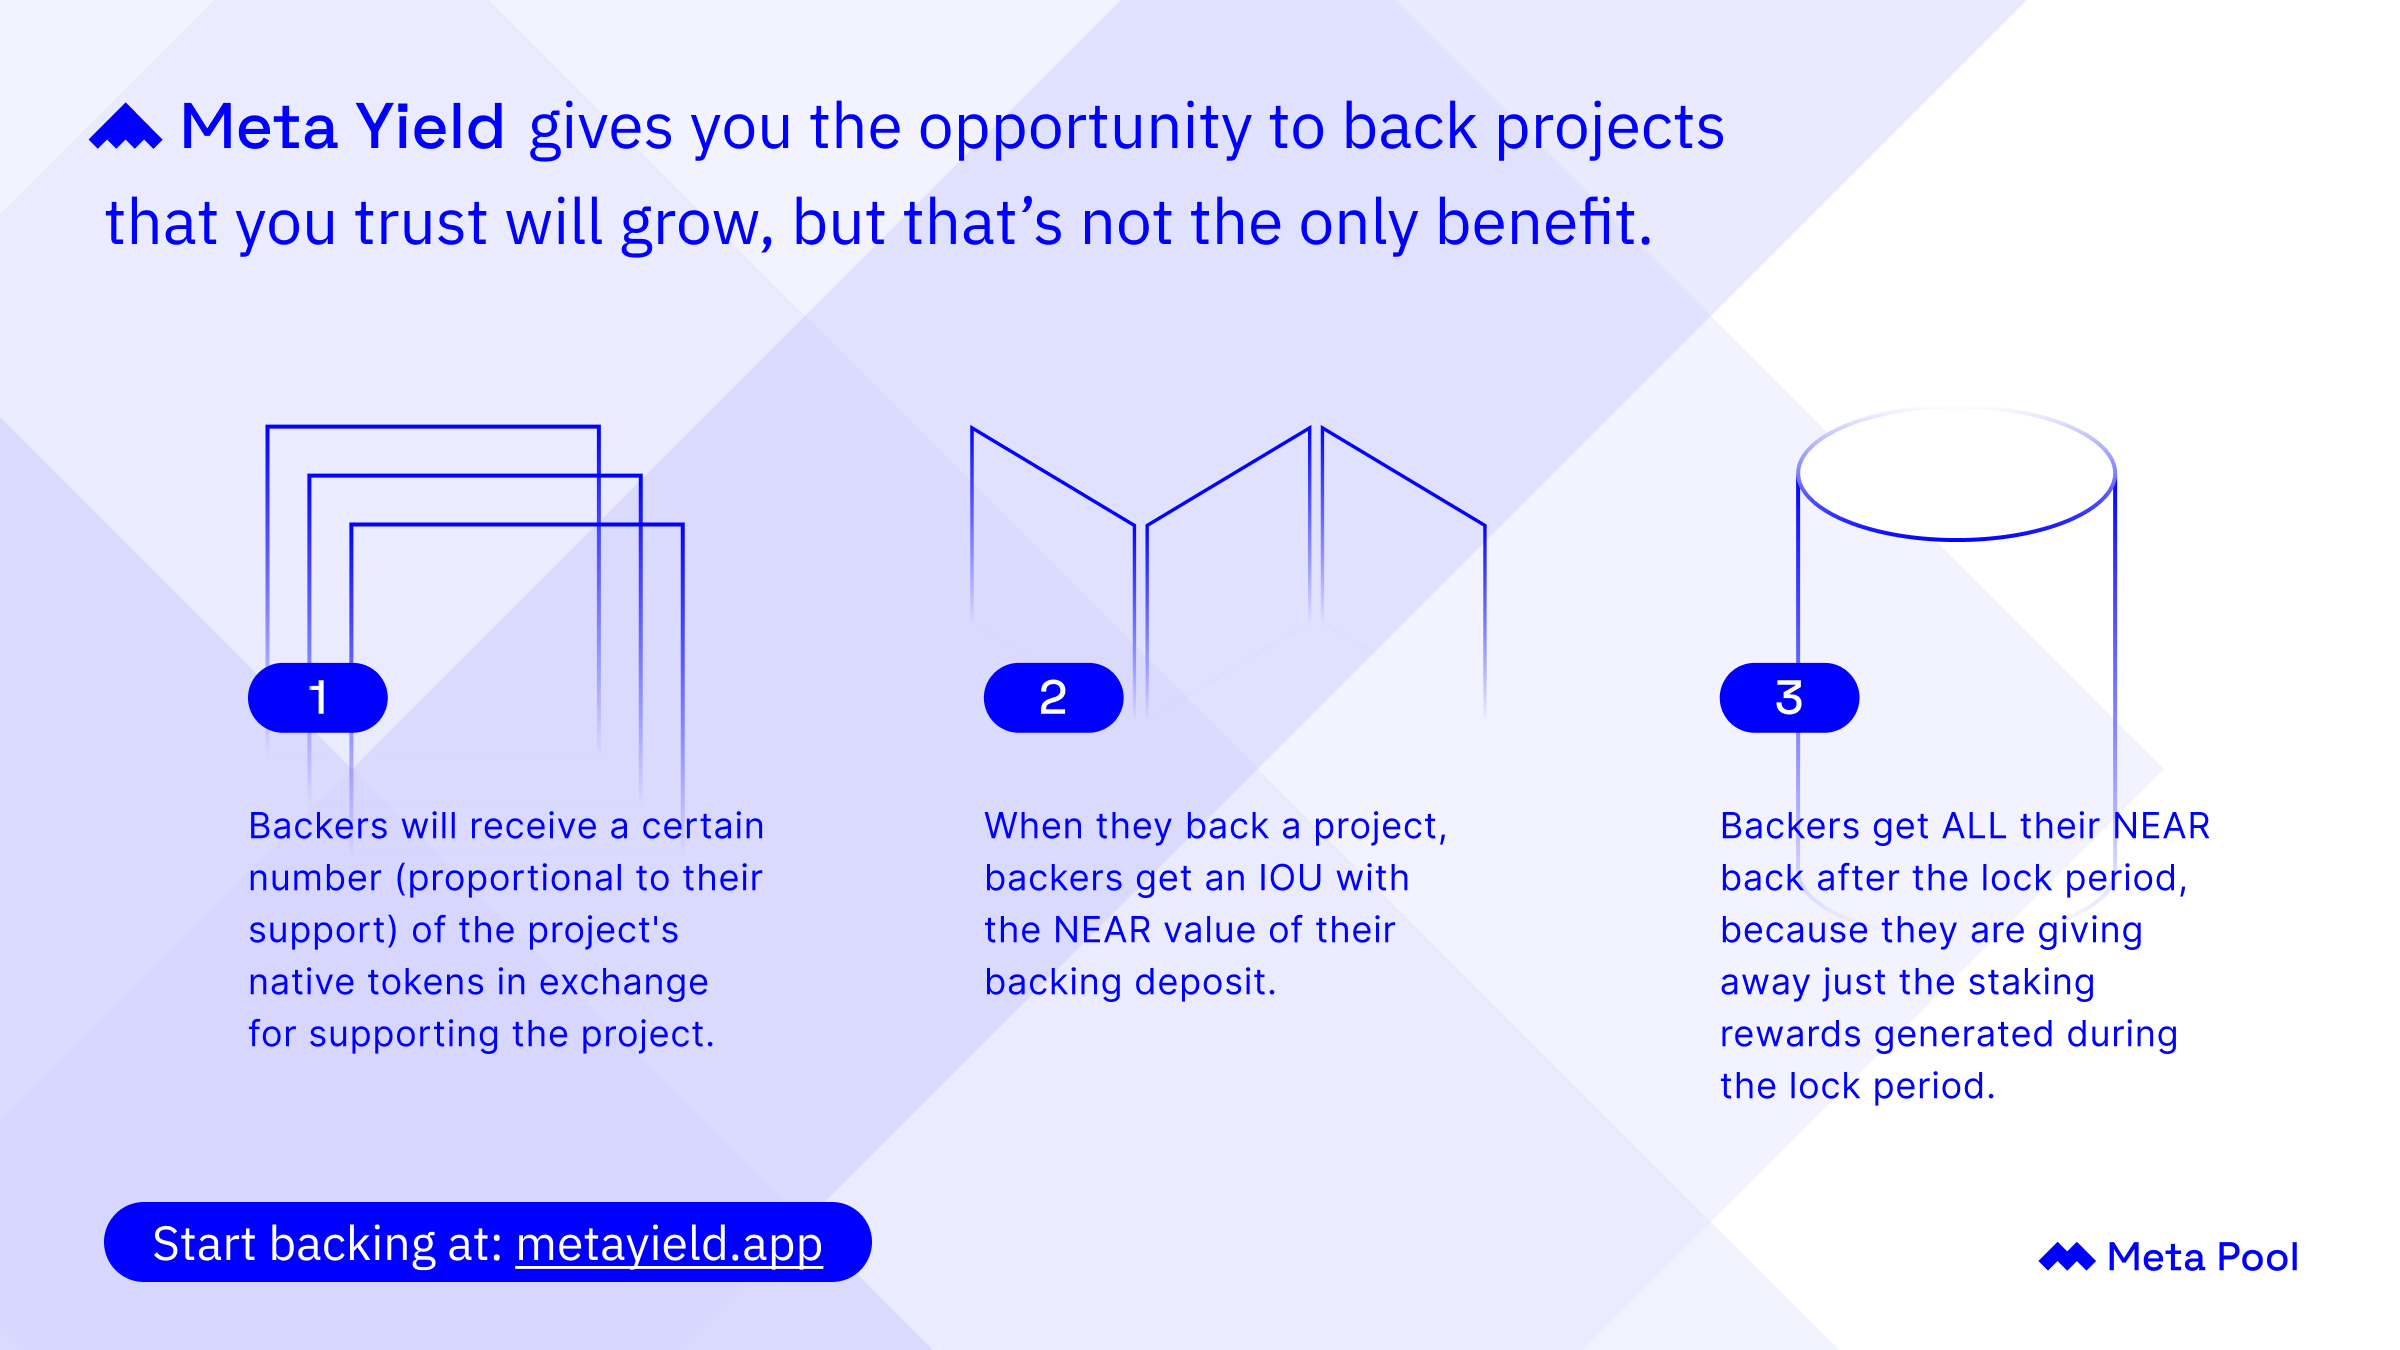 Meta Yield gives you the opportunity to back projects
that you trust will grow, but that’s not the only benefit.
1
Backers will receive a certain
number (proportional to their
support) of the project's
native tokens in exchange
for supporting the project.
2
When they back a project,
backers get an IOU with
the NEAR value of their
backing deposit.
3
Backers get ALL their NEAR
back after the lock period,
because they are giving
away just the staking
rewards generated during
the lock period.
Start backing at: metayield.app
Meta Pool